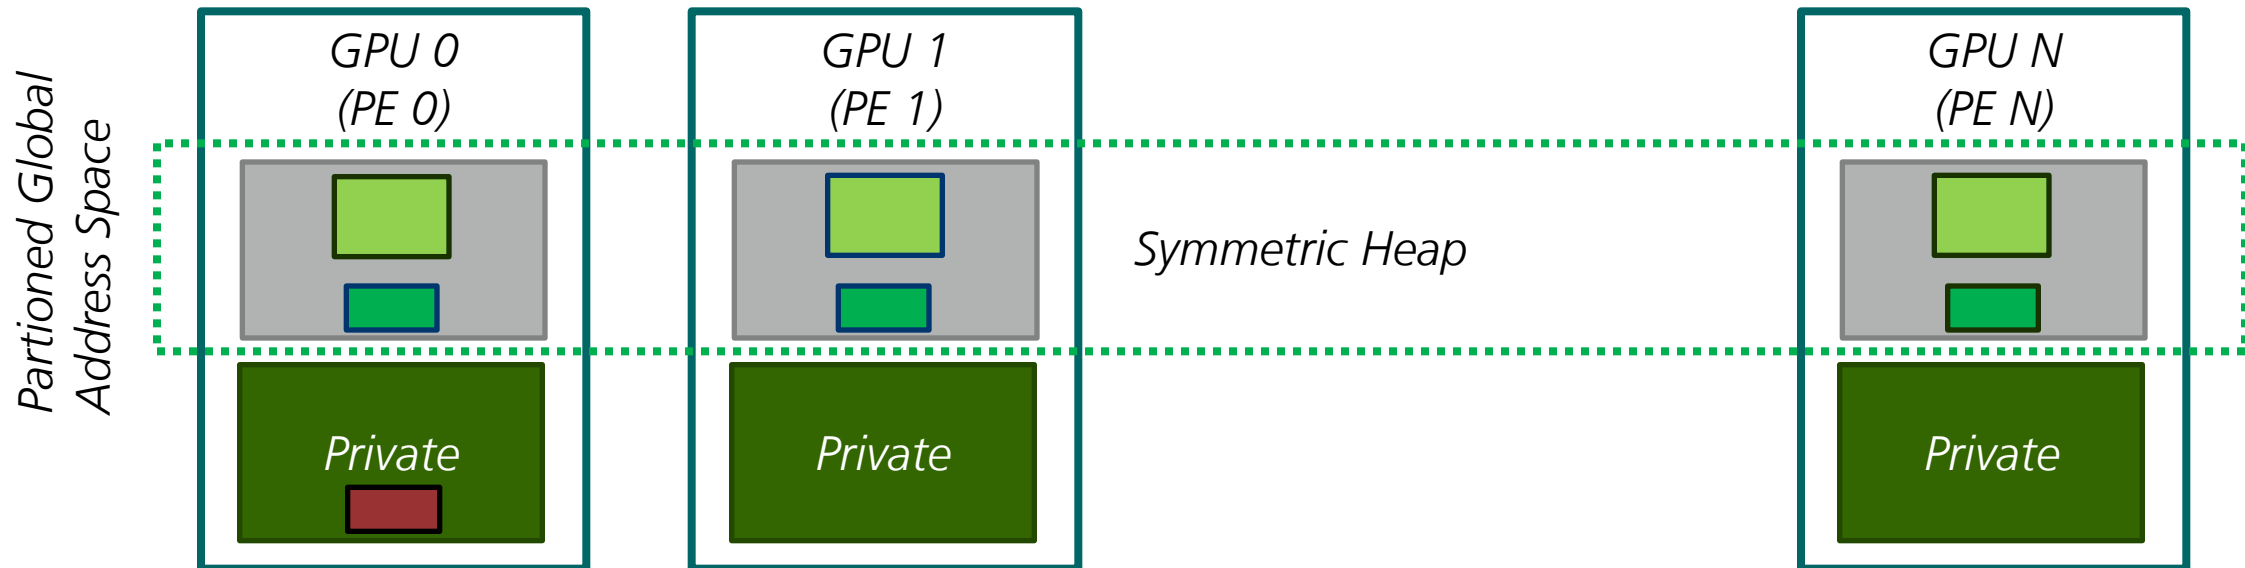 Partioned Global
Address Space
GPU 0
(PE 0)
GPU 1
(PE 1)
GPU N
(PE N)
Symmetric Heap
Private
Private
Private